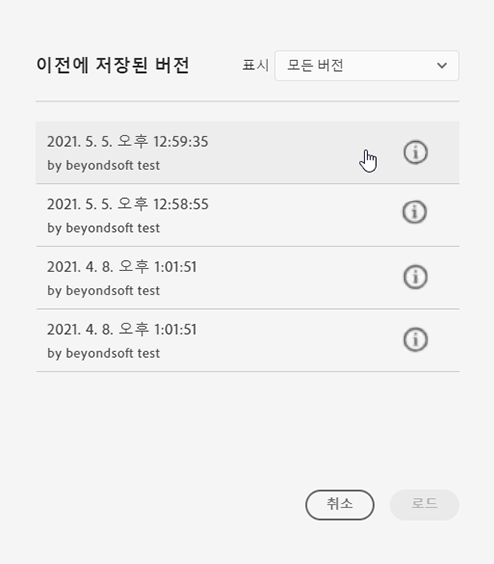 이전에 저장된 버전 표시 모든 버전
2021. 5. 5. 오후 12:59:35
by beyondsoft test
2021. 5. 5. 오후 12:58:55
by beyondsoft test
2021. 4. 8. 오후 1:01:51
by beyondsoft test
2021. 4. 8. 오후 1:01:51
by beyondsoft test
취소 로드